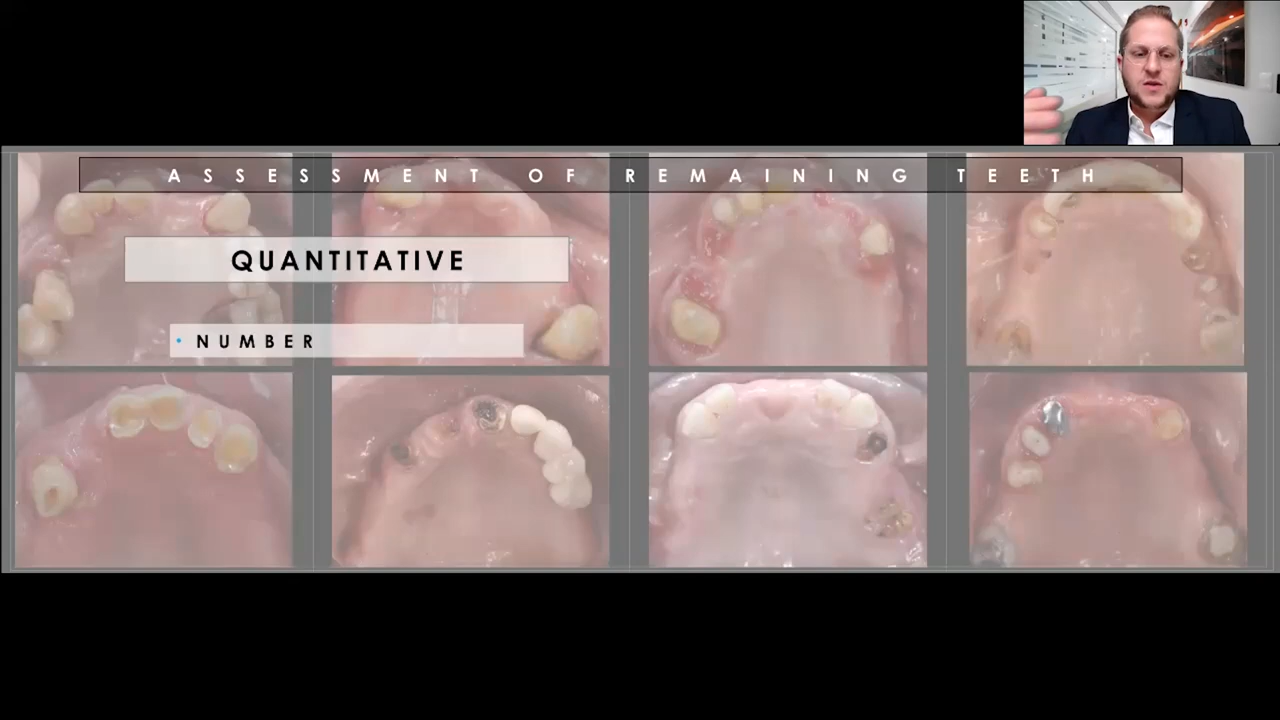 ASSESSMENT OF REMAINING TEETH
QUANTITATIVE
• NUMBER